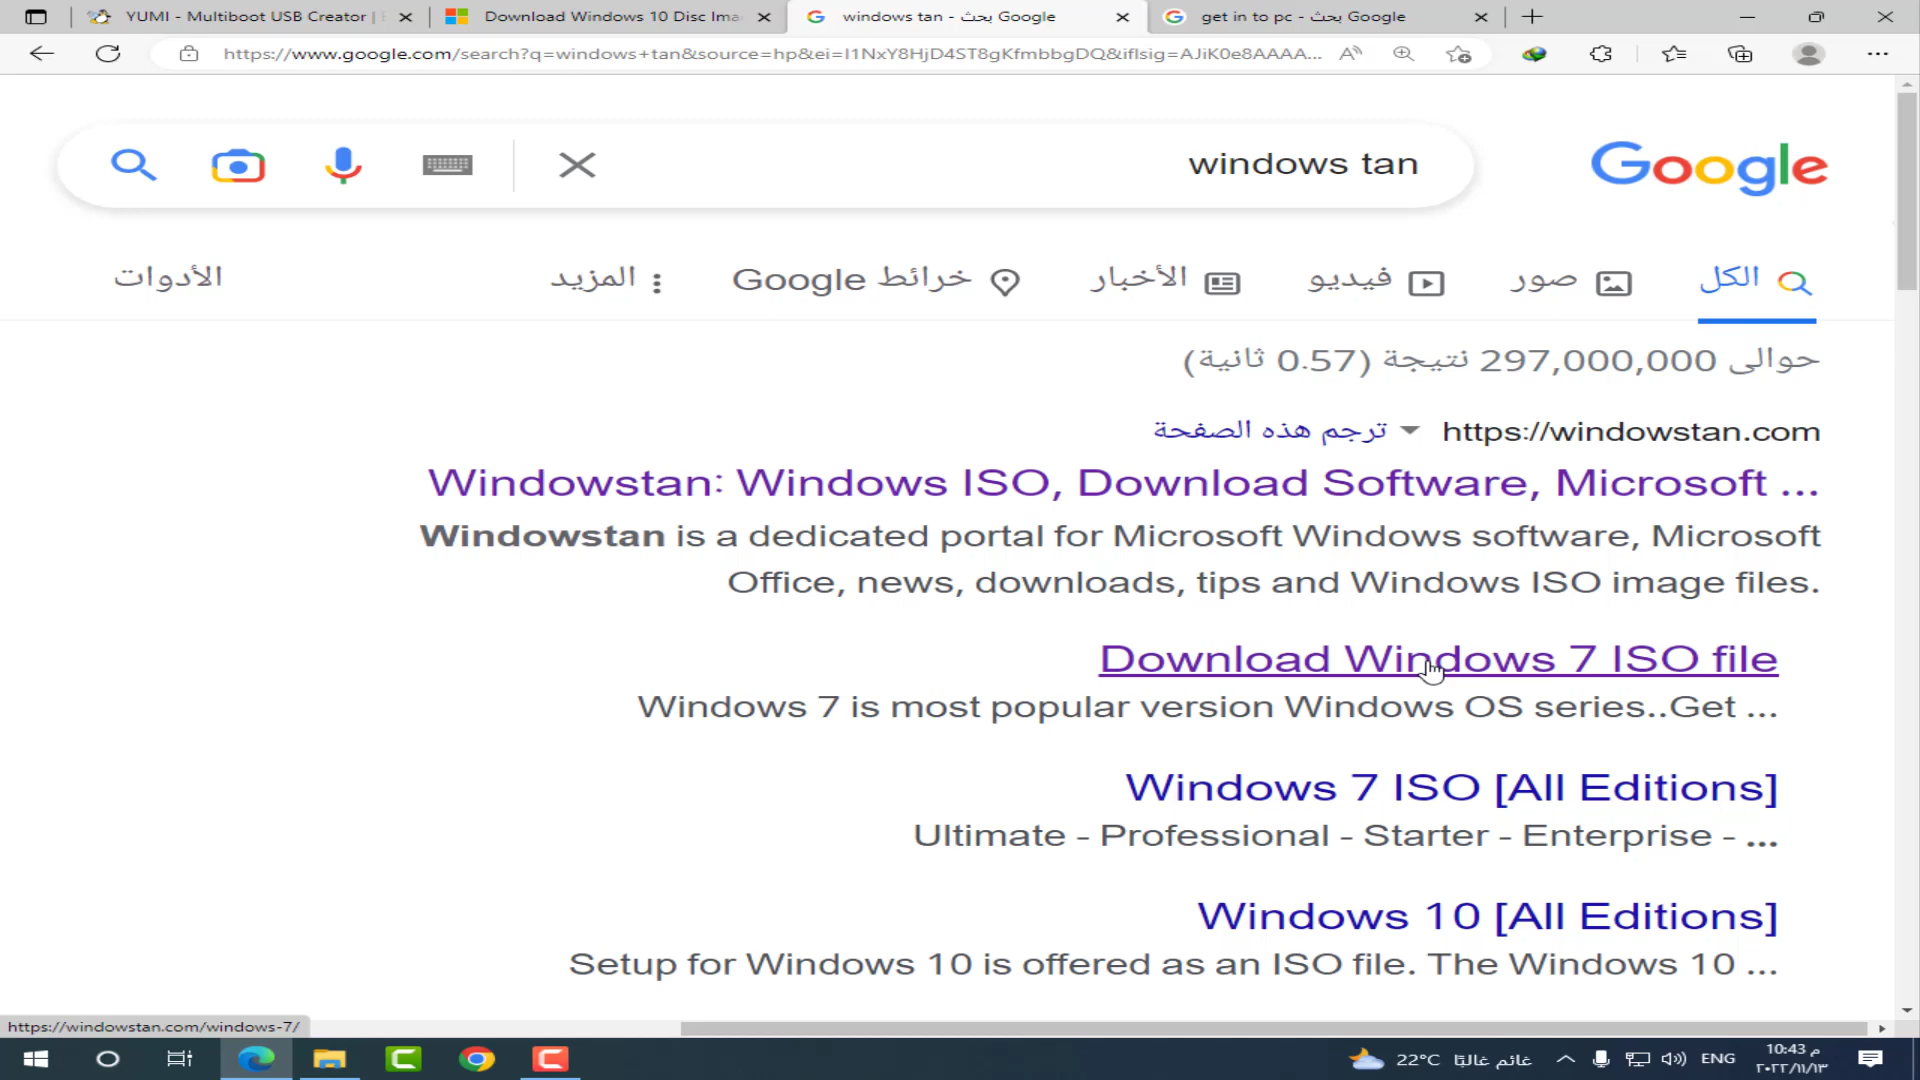 YUMI - Multiboot USB Creator |
Download Windows 10 Disc Ima
windows tan - بحث Google
get in to pc - بحث Google
https://www.google.com/search?q=windows+tan&source=hp&ei=I1NxY8HjD4ST8gKfmbbgDQ&iflsig=AJiK0e8AAAA...
windows tan
Google
الكل
صور
فيديو
الأخبار
خرائط Google
المزيد
الأدوات
حوالى 297,000,000 نتيجة (0.57 ثانية)
https://windowstan.com
ترجم هذه الصفحة
Windowstan: Windows ISO, Download Software, Microsoft ...
Windowstan is a dedicated portal for Microsoft Windows software, Microsoft
Office, news, downloads, tips and Windows ISO image files.
Download Windows 7 ISO file
Windows 7 is most popular version Windows OS series..Get ...
Windows 7 ISO [All Editions]
Ultimate - Professional - Starter - Enterprise - ...
Windows 10 [All Editions]
Setup for Windows 10 is offered as an ISO file. The Windows 10 ...
https://windowstan.com/windows-7/
22°C غائم غالبًا
ENG
10:43 م
٢٠٢٢/١١/١٣